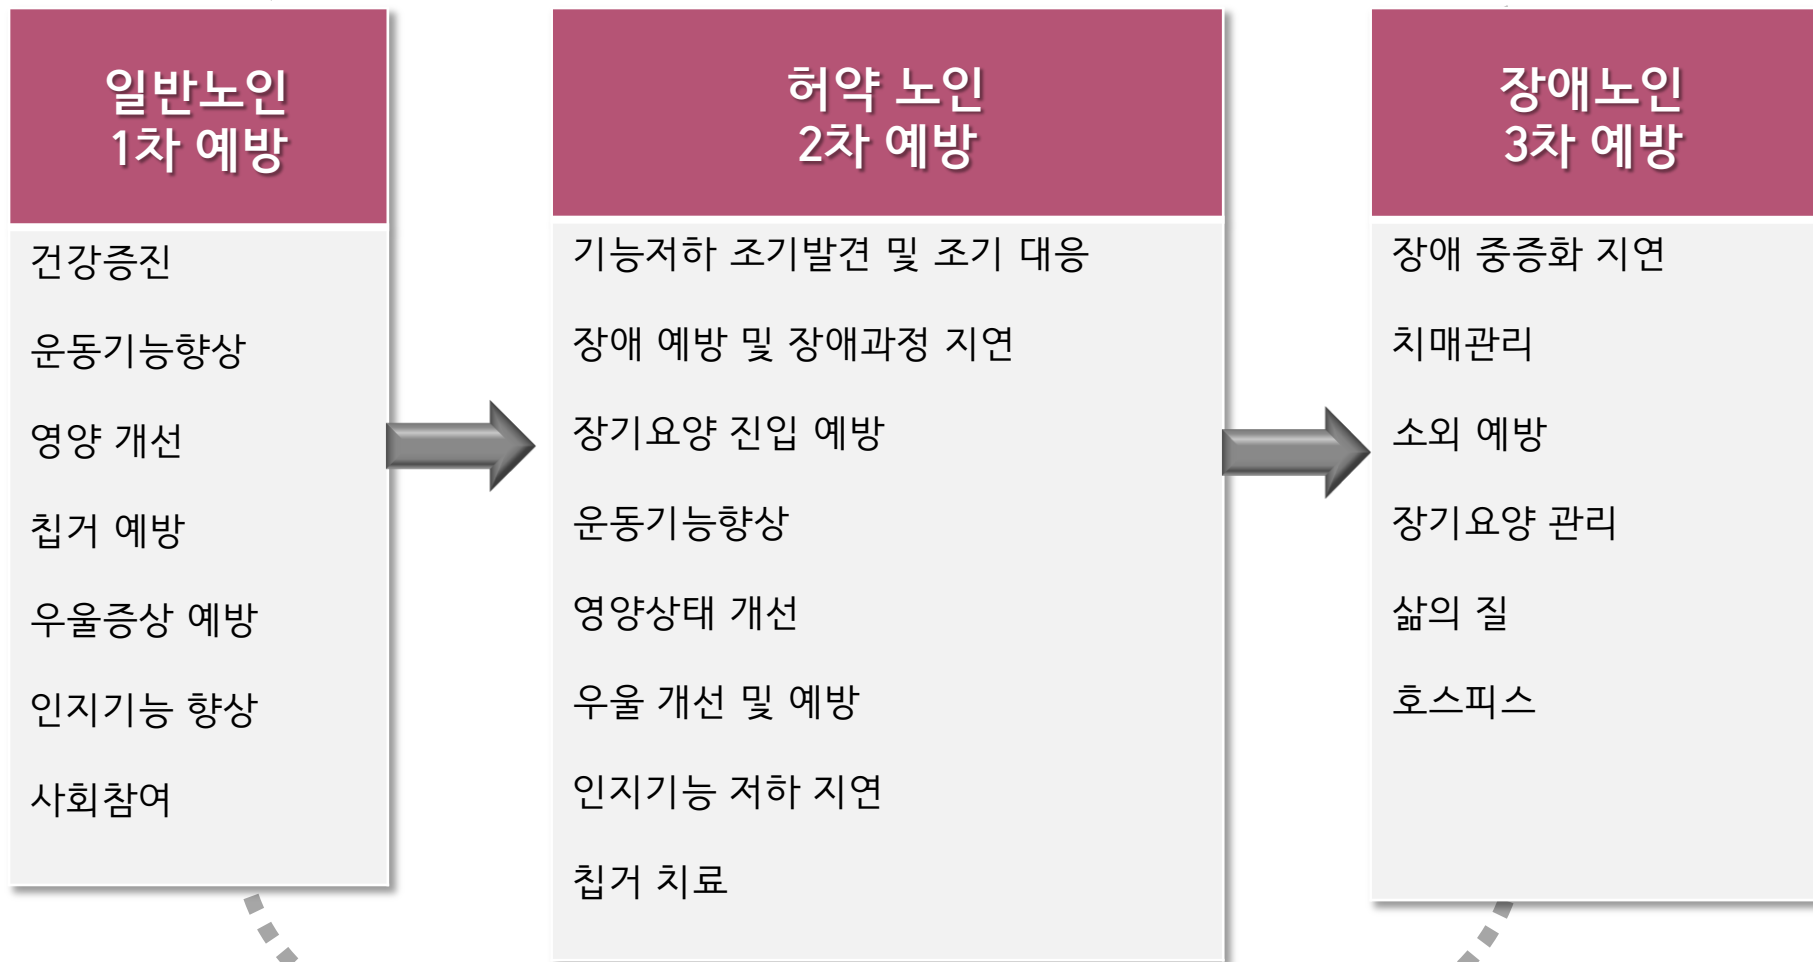 일반노인
1차 예방
건강증진
운동기능향상
영양 개선
칩거 예방
우울증상 예방
인지기능 향상
사회참여
허약 노인
2차 예방
기능저하 조기발견 및 조기 대응
장애 예방 및 장애과정 지연
장기요양 진입 예방
운동기능향상
영양상태 개선
우울 개선 및 예방
인지기능 저하 지연
칩거 치료
장애노인
3차 예방
장애 중증화 지연
치매관리
소외 예방
장기요양 관리
삶의 질
호스피스